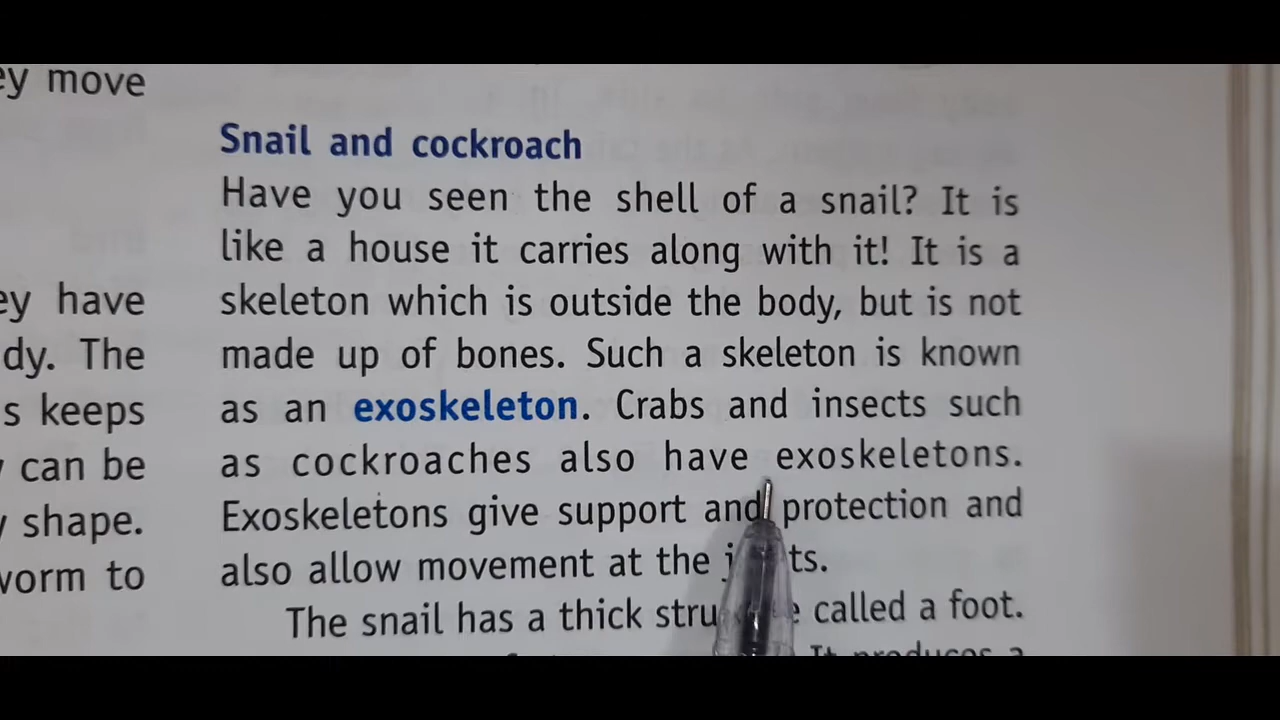 ey move
ey have
dy. The
s keeps
can be
shape.
worm to
Snail and cockroach
Have you seen the shell of a snail? It is
like a house it carries along with it! It is a
skeleton which is outside the body, but is not
made up of bones. Such a skeleton is known
as an exoskeleton. Crabs and insects such
as cockroaches also have exoskeletons.
Exoskeletons give support and protection and
also allow movement at the
The snail has a thick called a foot.
It produces a